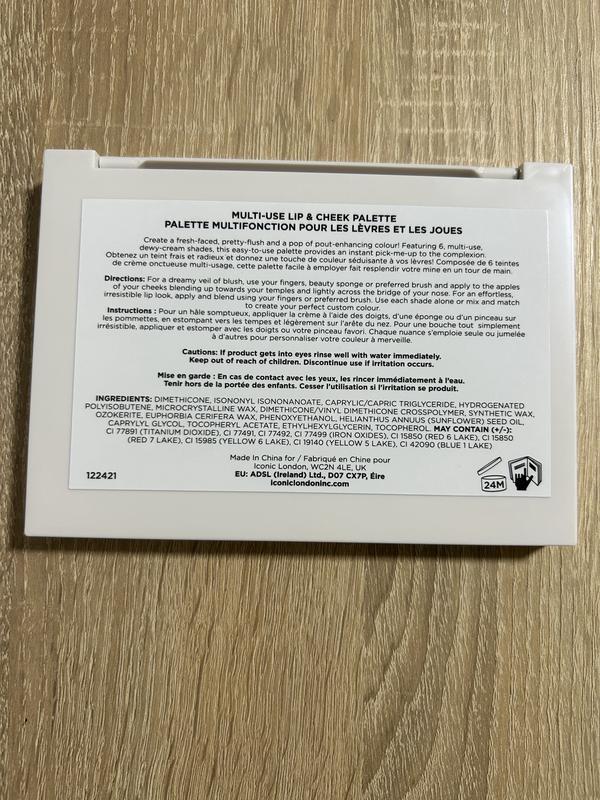 MULTI-USE LIP & CHEEK PALETTE
PALETTE MULTIFONCTION POUR LES LÈVRES ET LES JOUES
Create a fresh-faced, pretty-flush and a pop of pout-enhancing colour! Featuring 6, multi-use,
dewy-cream shades, this easy-to-use palette provides an instant pick-me-up to the complexion.
Obtenez un teint frais et radieux et donnez une touche de couleur séduisante à vos lèvres! Composée de 6 teintes
de crème onctueuse multi-usage, cette palette facile à employer fait resplendir votre mine en un tour de main.
Directions: For a dreamy veil of blush, use your fingers, beauty sponge or preferred brush and apply to the apples
of your cheeks blending up towards your temples and lightly across the bridge of your nose. For an effortless,
irresistible lip look, apply and blend using your fingers or preferred brush. Use each shade alone or mix and match
to create your perfect custom colour.
Instructions : Pour un hâle somptueux, appliquer la crème à l'aide des doigts, d'une éponge ou d'un pinceau sur
les pommettes, en estompant vers les tempes et légèrement sur l'arête du nez. Pour une bouche tout simplement
irrésistible, appliquer et estomper avec les doigts ou votre pinceau favori. Chaque nuance s'emploie seule ou jumelée
à d'autres pour personnaliser votre couleur à merveille.
Cautions: If product gets into eyes rinse well with water immediately.
Keep out of reach of children. Discontinue use if irritation occurs.
Mise en garde : En cas de contact avec les yeux, les rincer immédiatement à l'eau.
Tenir hors de la portée des enfants. Cesser l'utilisation si l'irritation se produit.
INGREDIENTS: DIMETHICONE, ISONONYL ISONONANOATE, CAPRYLIC/CAPRIC TRIGLYCERIDE, HYDROGENATED
POLYISOBUTENE, MICROCRYSTALLINE WAX, DIMETHICONE/VINYL DIMETHICONE CROSSPOLYMER, SYNTHETIC WAX,
OZOKERITE, EUPHORBIA CERIFERA WAX, PHENOXYETHANOL, HELIANTHUS ANNUUS (SUNFLOWER) SEED OIL,
CAPRYLYL GLYCOL, TOCOPHERYL ACETATE, ETHYLHEXYLGLYCERIN, TOCOPHEROL. MAY CONTAIN (+/-):
CI 77891 (TITANIUM DIOXIDE), CI 77491, CI 77492, CI 77499 (IRON OXIDES), CI 15850 (RED 6 LAKE), CI 15850
(RED 7 LAKE), CI 15985 (YELLOW 6 LAKE), CI 19140 (YELLOW 5 LAKE), CI 42090 (BLUE 1 LAKE)
Made In China for / Fabriqué en Chine pour
Iconic London, WC2N 4LE, UK
EU: ADSL (Ireland) Ltd., D07 CX7P, Éire
Iconiclondoninc.com
122421
24M